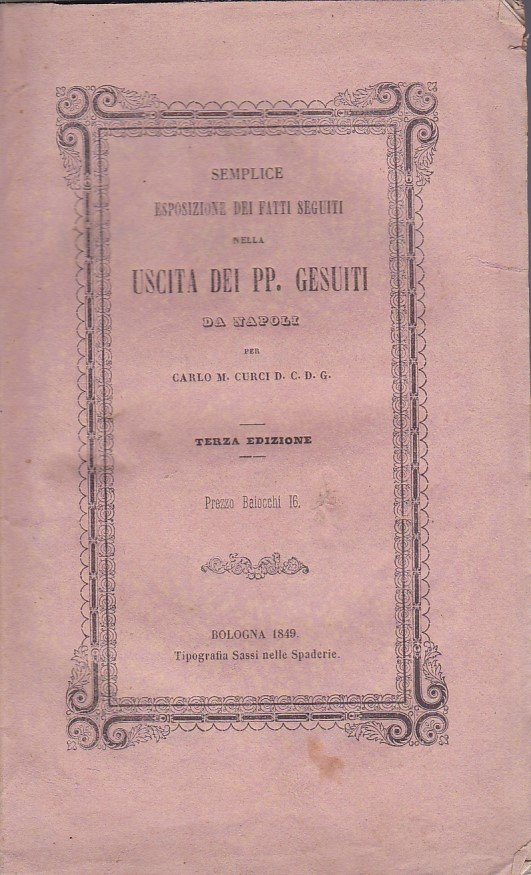 SEMPLICE
ESPOSIZIONE DEI FATTI SEGUITI
NELLA
USCITA DEI PP. GESUITI
DA NAPOLI
PER
CARLO M. CURCI D. C. D. G.
TERZA EDIZIONE
Prezzo Baiocchi 16.
BOLOGNA 1849.
Tipografia Sassi nelle Spaderie.